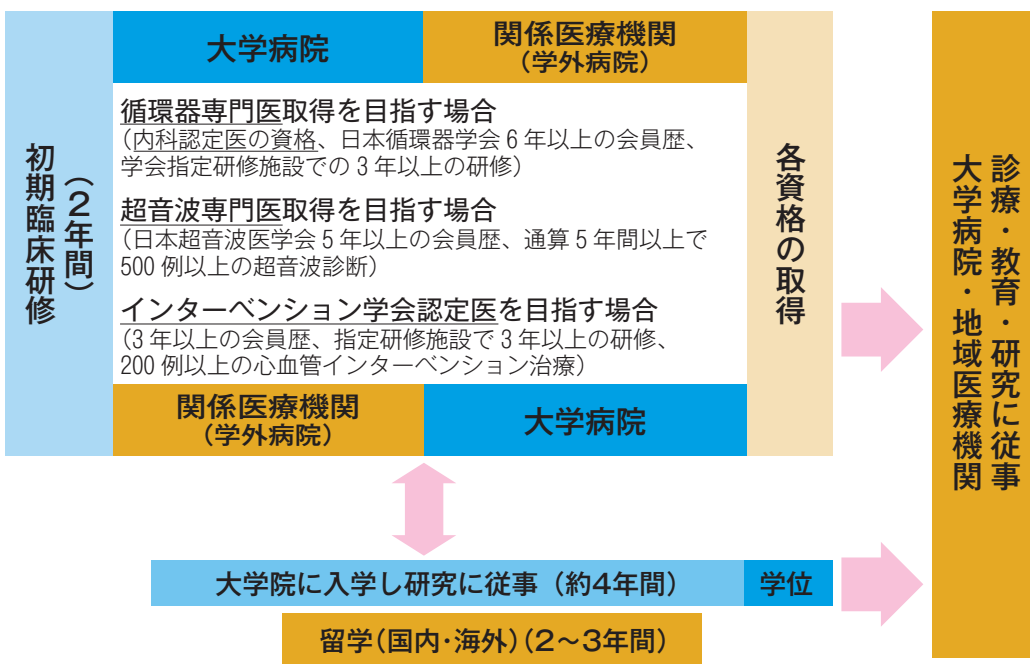 初期臨床研修
（２年間）
大学病院
関係医療機関
（学外病院）
循環器専門医取得を目指す場合
（内科認定医の資格、日本循環器学会６年以上の会員歴、
学会指定研修施設での３年以上の研修）
超音波専門医取得を目指す場合
（日本超音波医学会５年以上の会員歴、通算５年間以上で
500 例以上の超音波診断）
インターベンション学会認定医を目指す場合
（３年以上の会員歴、指定研修施設で３年以上の研修、
200 例以上の心血管インターベンション治療）
関係医療機関
（学外病院）
大学病院
各資格の取得
診療・教育・研究に従事
大学病院・地域医療機関
大学院に入学し研究に従事（約4年間）
学位
留学（国内・海外）（２〜３年間）